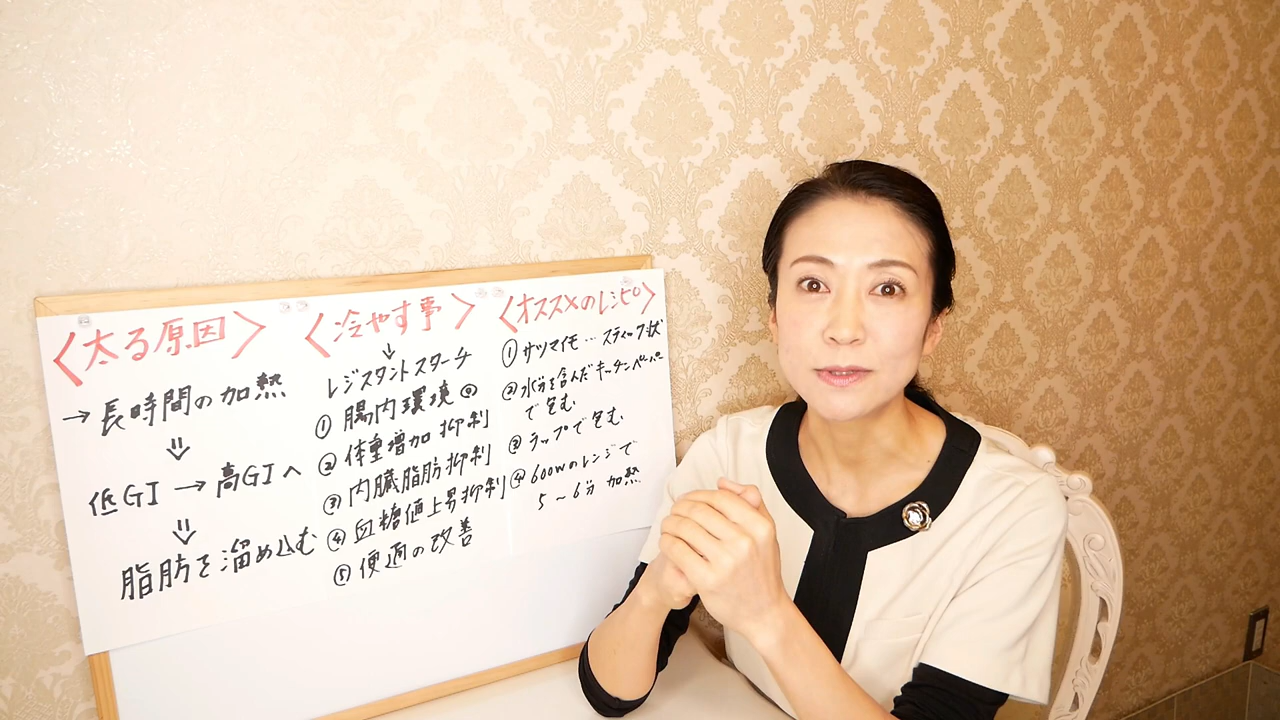 〈太る原因〉
→長時間の加熱
⇓
低GI→高GIへ
⇓
脂肪を溜め込む
〈冷やす事〉
↓
レジスタントスターチ
① 腸内環境◎
② 体重増加抑制
③ 内臓脂肪抑制
④ 血糖値上昇抑制
⑤ 便通の改善
〈オススメのレシピ〉
① サツマイモ…スティック状
② 水分を含んだキッチンペーパー
で包む
③ ラップで包む
④ 600wのレンジで
5〜6分 加熱